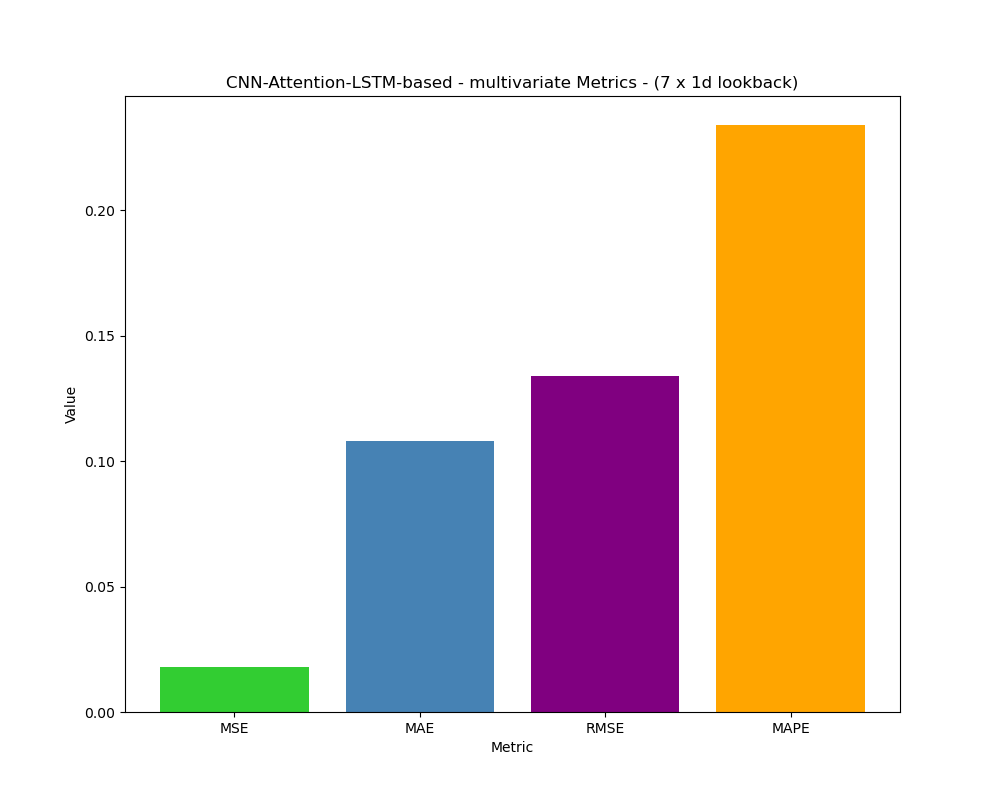 CNN-Attention-LSTM-based - multivariate Metrics - (7 x 1d lookback)
0.20
0.15
0.10
0.05
0.00
Value
MSE MAE RMSE MAPE
Metric